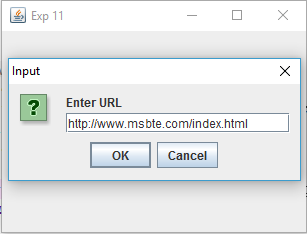 Exp 11
Input
Enter URL
http://www.msbte.com/index.html
OK
Cancel